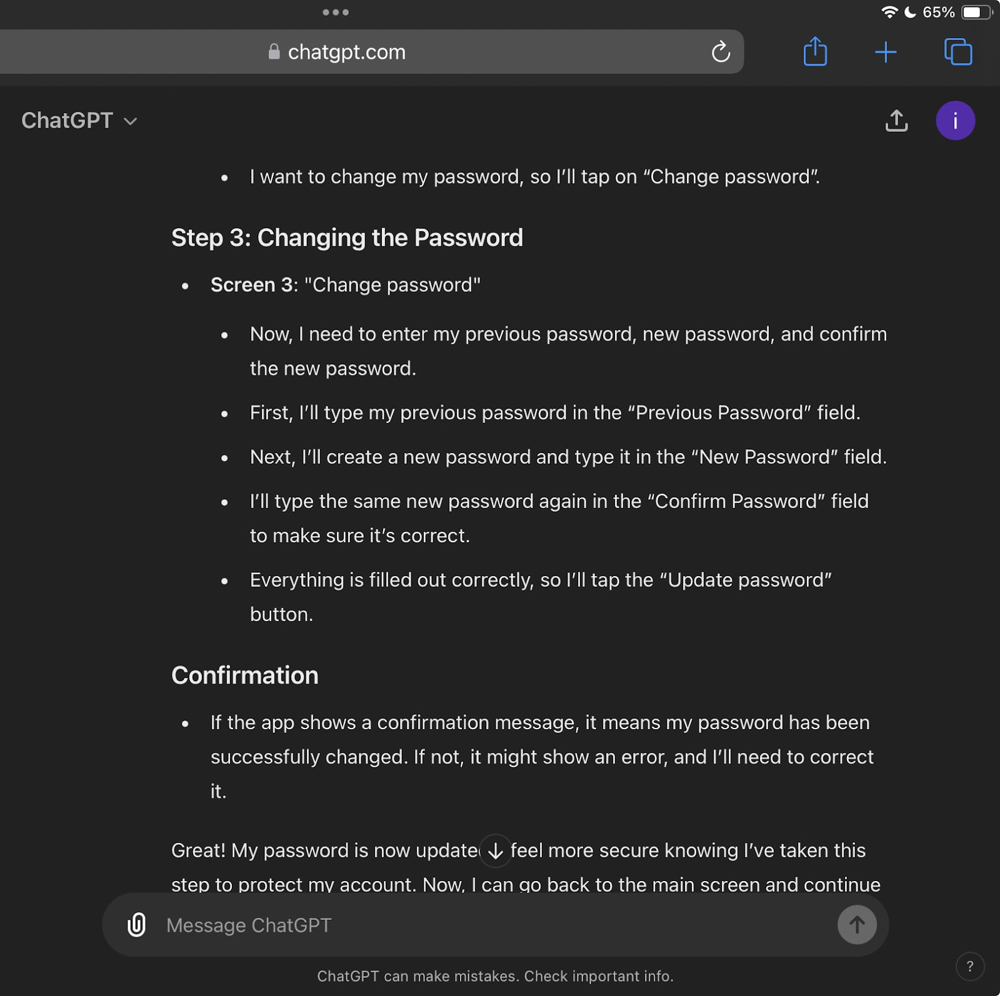 65%
chatgpt.com
ChatGPT
i
• I want to change my password, so I’ll tap on “Change password”.
Step 3: Changing the Password
• Screen 3: "Change password"
• Now, I need to enter my previous password, new password, and confirm
the new password.
• First, I’ll type my previous password in the “Previous Password” field.
• Next, I’ll create a new password and type it in the “New Password” field.
• I’ll type the same new password again in the “Confirm Password” field
to make sure it’s correct.
• Everything is filled out correctly, so I’ll tap the “Update password”
button.
Confirmation
• If the app shows a confirmation message, it means my password has been
successfully changed. If not, it might show an error, and I’ll need to correct
it.
Great! My password is now update feel more secure knowing I’ve taken this
step to protect my account. Now, I can go back to the main screen and continue
Message ChatGPT
ChatGPT can make mistakes. Check important info.
?